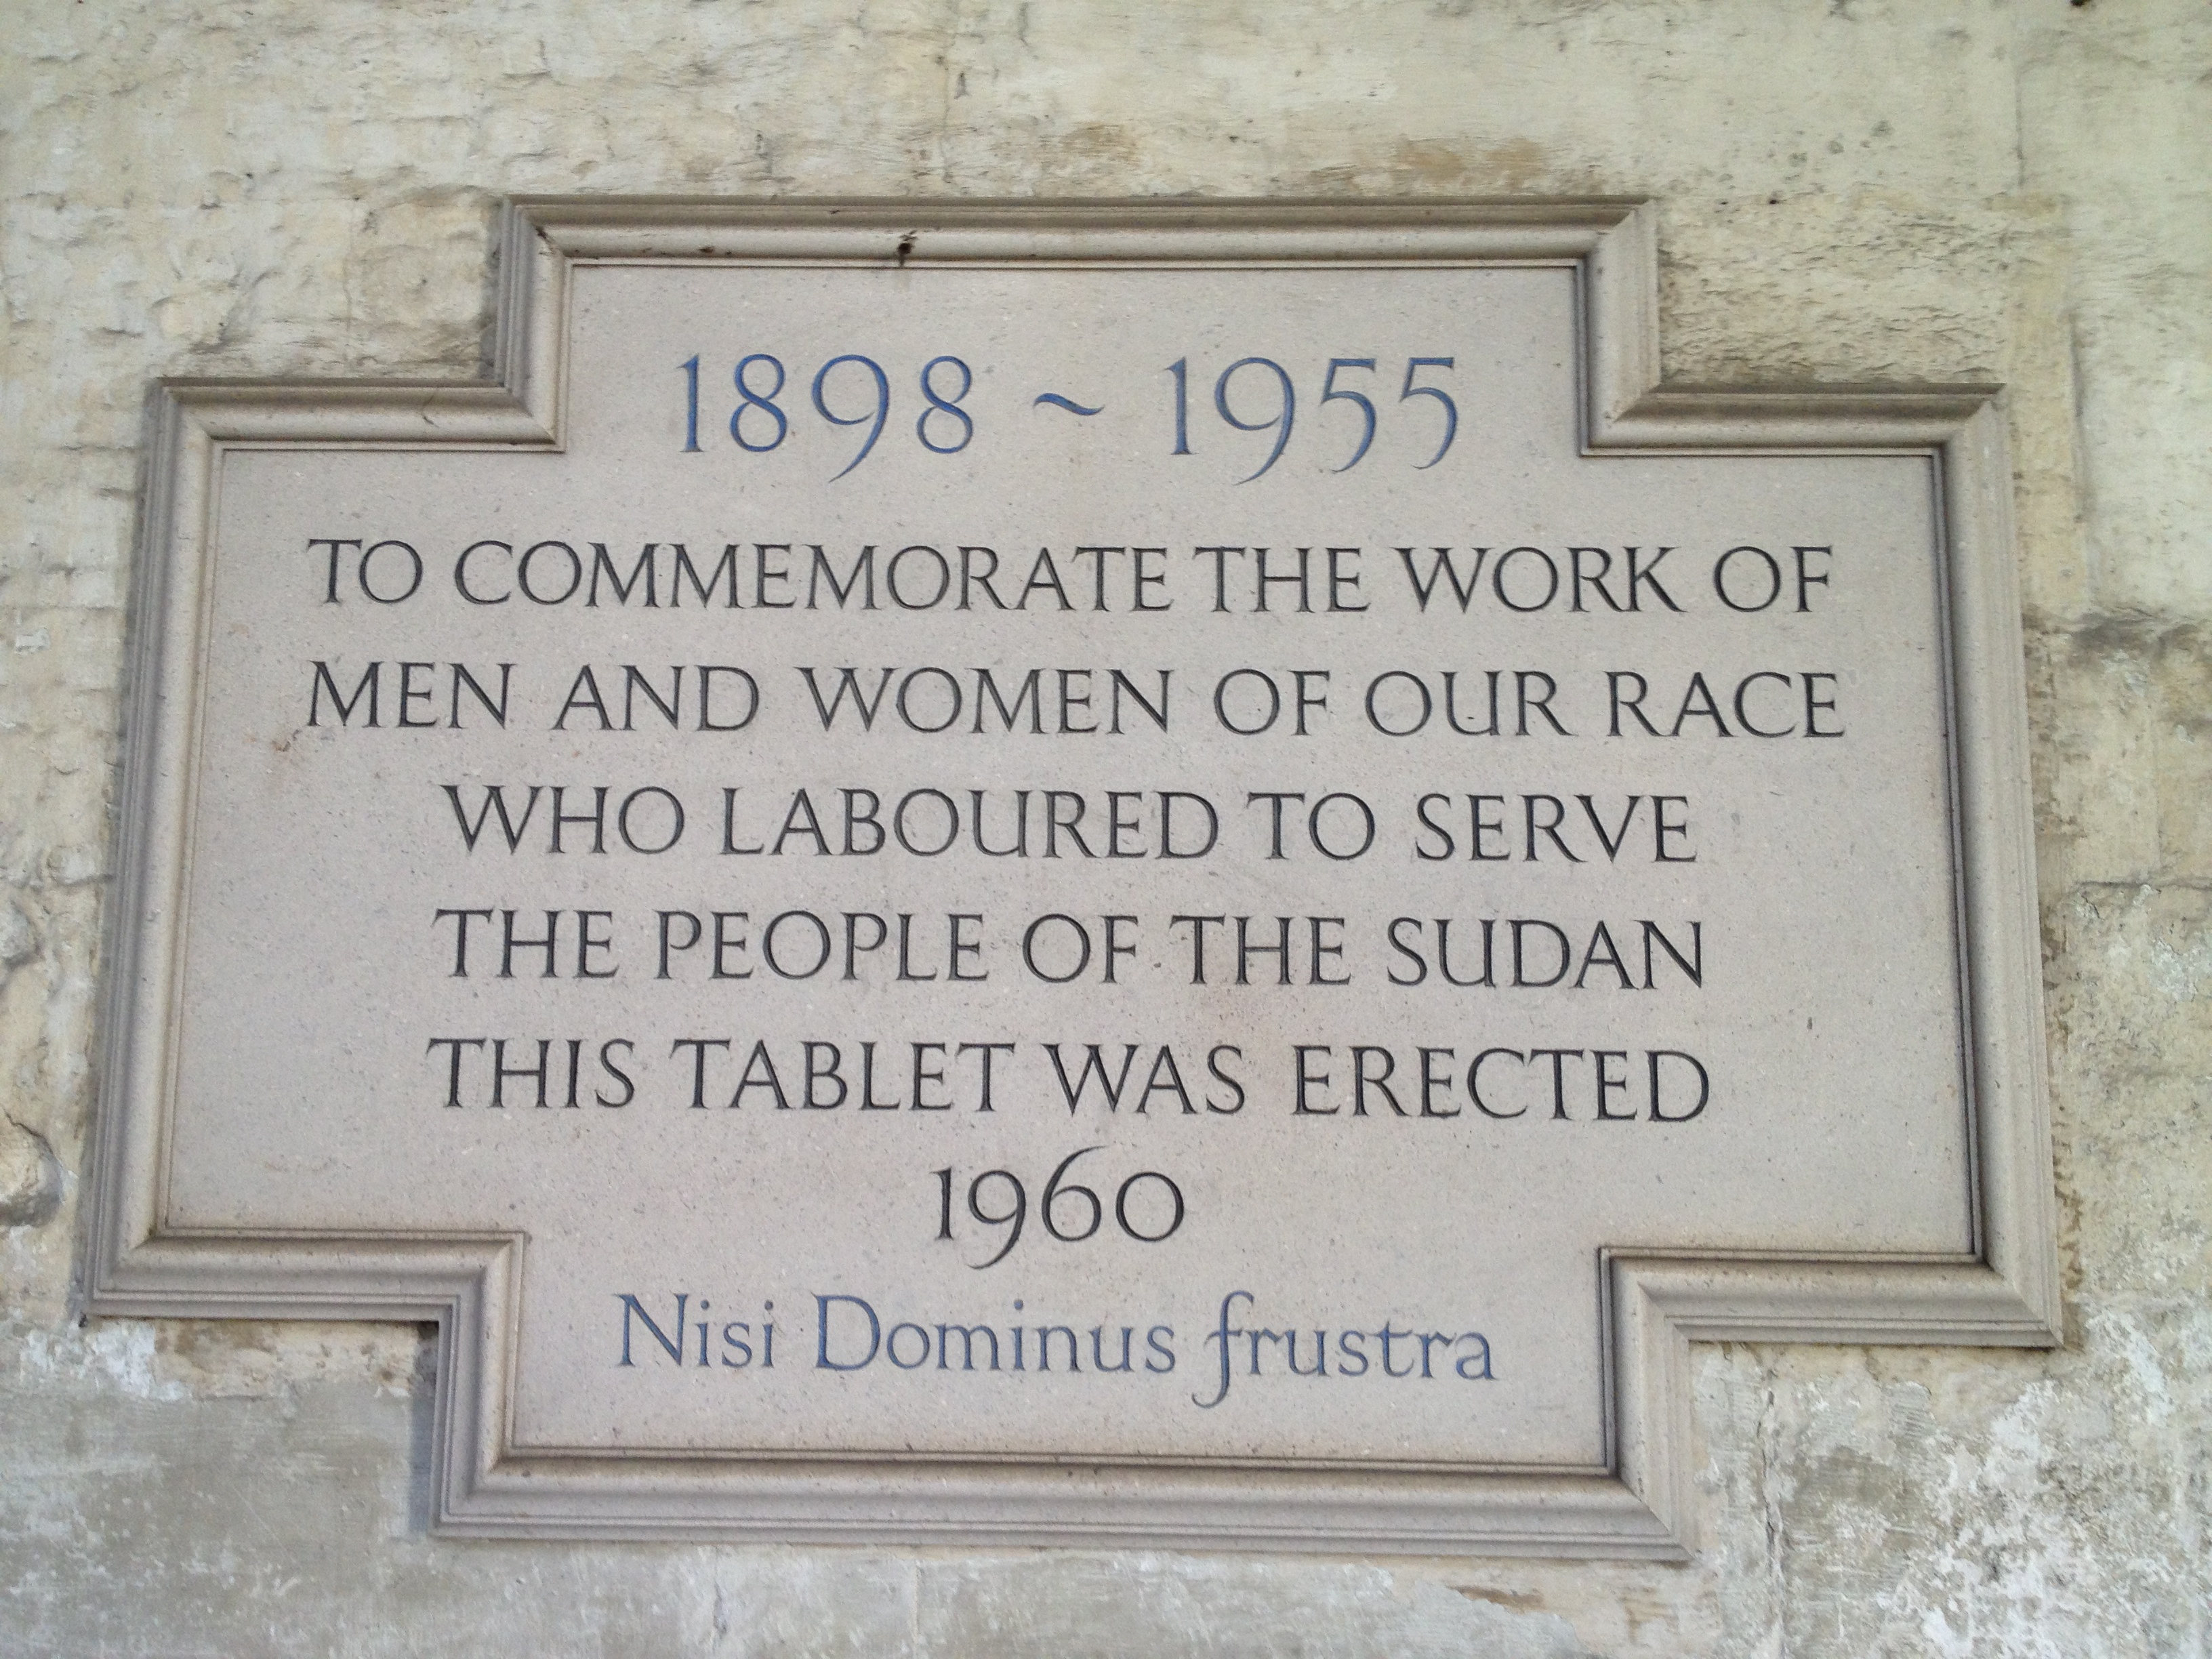 1898 ~ 1955
TO COMMEMORATE THE WORK OF
MEN AND WOMEN OF OUR RACE
WHO LABOURED TO SERVE
THE PEOPLE OF THE SUDAN
THIS TABLET WAS ERECTED
1960
Nisi Dominus frustra